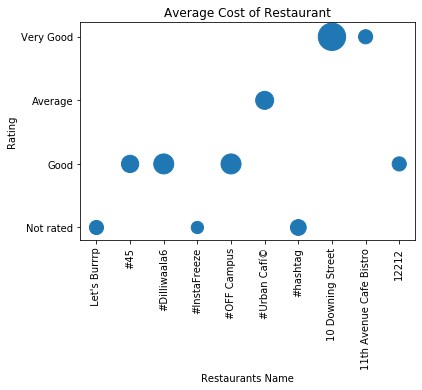 Average Cost of Restaurant
Very Good
Average
Good
Not rated
Rating
Let's Burrrp
#45
#Dilliwaala6
#InstaFreeze
#OFF Campus
#Urban Café©
#hashtag
10 Downing Street
11th Avenue Cafe Bistro
12212
Restaurants Name